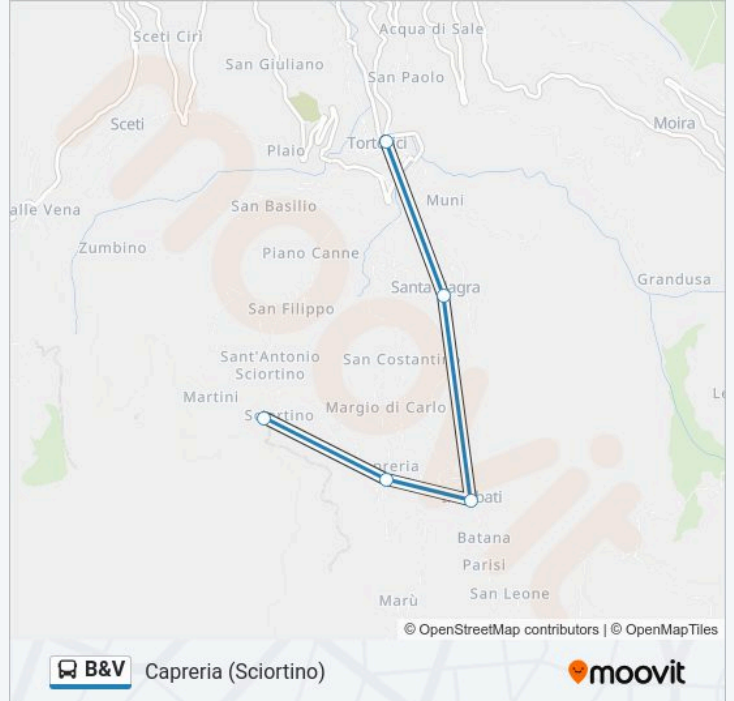 Sceti Cirì
Acqua di Sale
San Giuliano
San Paolo
Sceti
Moira
Plaio
alle Vena
San Basilio
Muni
Zumbino
Piano Canne
Grandusa
San Filippo
Sant'Antonio
Sciortino
San Costantino
Martini
Margio di Carlo
Sciortino
Batana
Parisi
San Leone
Marù
moovit
© OpenStreetMap contributors | © OpenMapTiles
B&V Capreria (Sciortino)
moovit